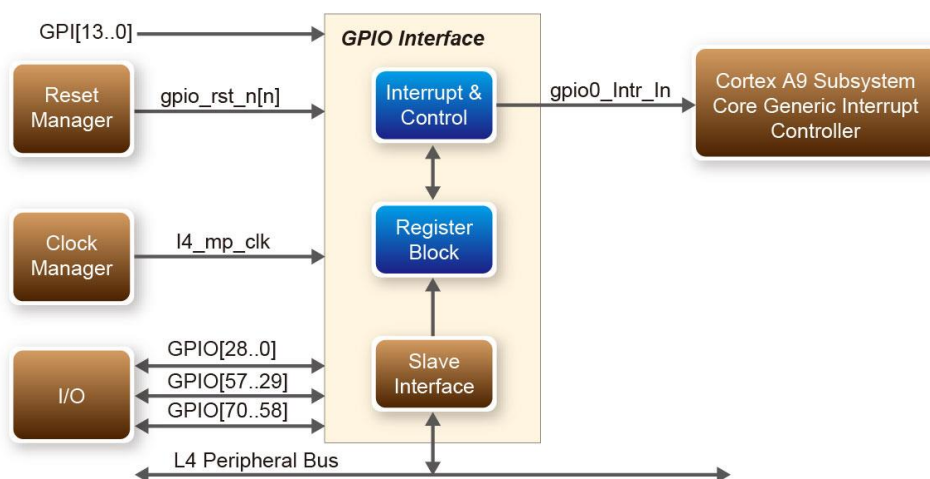 GPI[13..0]
GPIO Interface
Reset
Manager
gpio_rst_n[n]
Interrupt &
Control
gpio0_Intr_In
Cortex A9 Subsystem
Core Generic Interrupt
Controller
Clock
Manager
l4_mp_clk
Register
Block
I/O
GPIO[28..0]
GPIO[57..29]
GPIO[70..58]
Slave
Interface
L4 Peripheral Bus